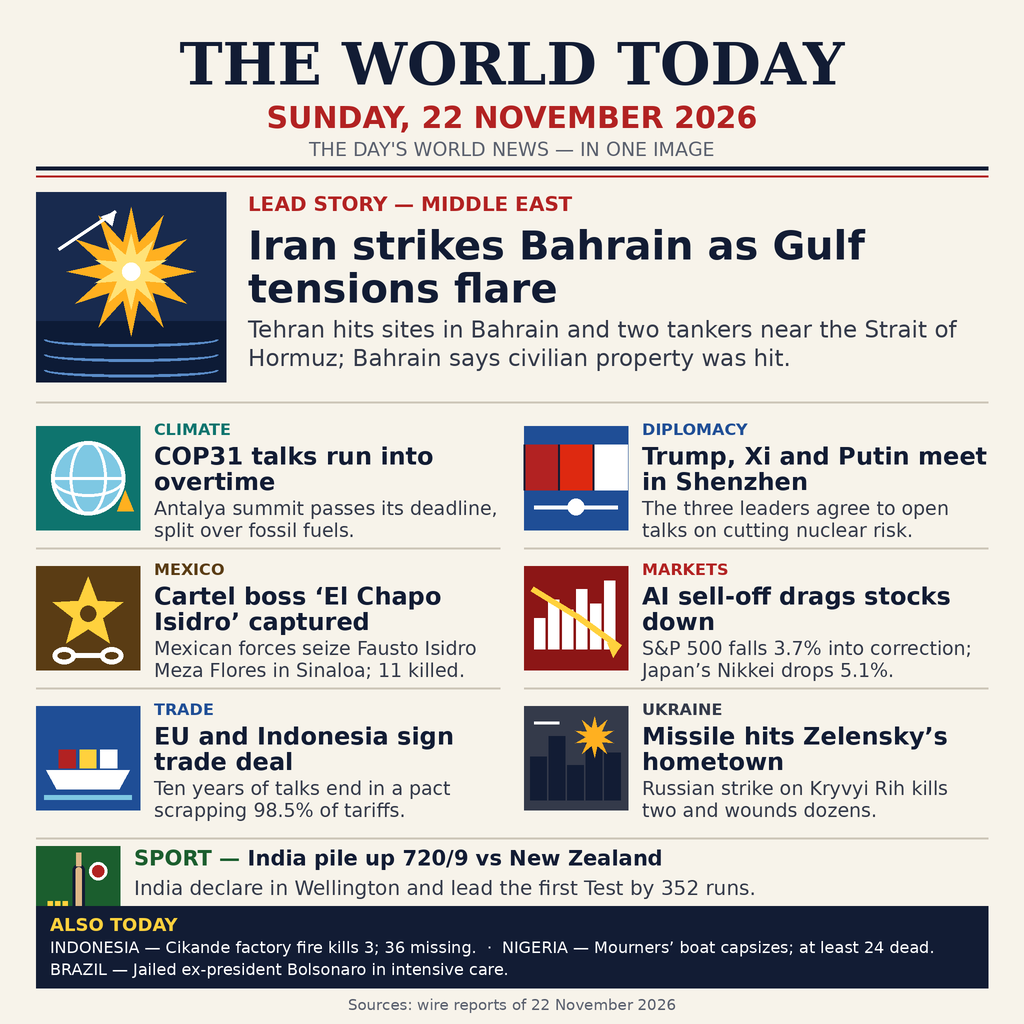 THE WORLD TODAY
SUNDAY, 22 NOVEMBER 2026
THE DAY'S WORLD NEWS — IN ONE IMAGE
LEAD STORY — MIDDLE EAST
Iran strikes Bahrain as Gulf
tensions flare
Tehran hits sites in Bahrain and two tankers near the Strait of
Hormuz; Bahrain says civilian property was hit.
CLIMATE
COP31 talks run into
overtime
Antalya summit passes its deadline,
split over fossil fuels.
DIPLOMACY
Trump, Xi and Putin meet
in Shenzhen
The three leaders agree to open
talks on cutting nuclear risk.
MEXICO
Cartel boss ‘El Chapo
Isidro’ captured
Mexican forces seize Fausto Isidro
Meza Flores in Sinaloa; 11 killed.
MARKETS
AI sell-off drags stocks
down
S&P 500 falls 3.7% into correction;
Japan’s Nikkei drops 5.1%.
TRADE
EU and Indonesia sign
trade deal
Ten years of talks end in a pact
scrapping 98.5% of tariffs.
UKRAINE
Missile hits Zelensky’s
hometown
Russian strike on Kryvyi Rih kills
two and wounds dozens.
SPORT — India pile up 720/9 vs New Zealand
India declare in Wellington and lead the first Test by 352 runs.
ALSO TODAY
INDONESIA — Cikande factory fire kills 3; 36 missing. · NIGERIA — Mourners’ boat capsizes; at least 24 dead.
BRAZIL — Jailed ex-president Bolsonaro in intensive care.
Sources: wire reports of 22 November 2026